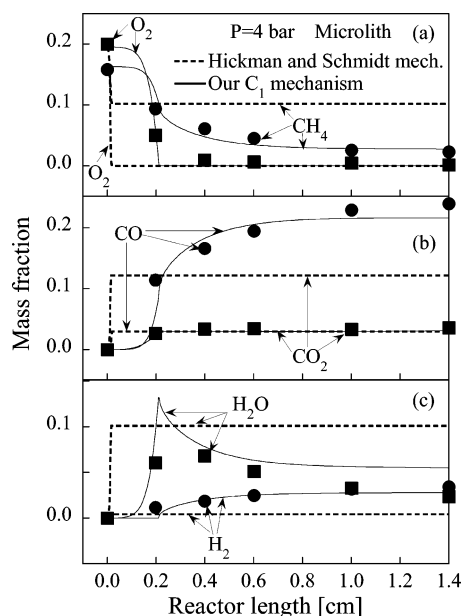 P=4 bar Microlith
(a)
O2
Hickman and Schmidt mech.
Our C1 mechanism
CH4
O2
0.2
0.1
0.0
(b)
CO
CO2
0.2
0.1
0.0
Mass fraction
(c)
H2O
H2
0.1
0.0
0.0 0.2 0.4 0.6 0.8 1.0 1.2 1.4
Reactor length [cm]